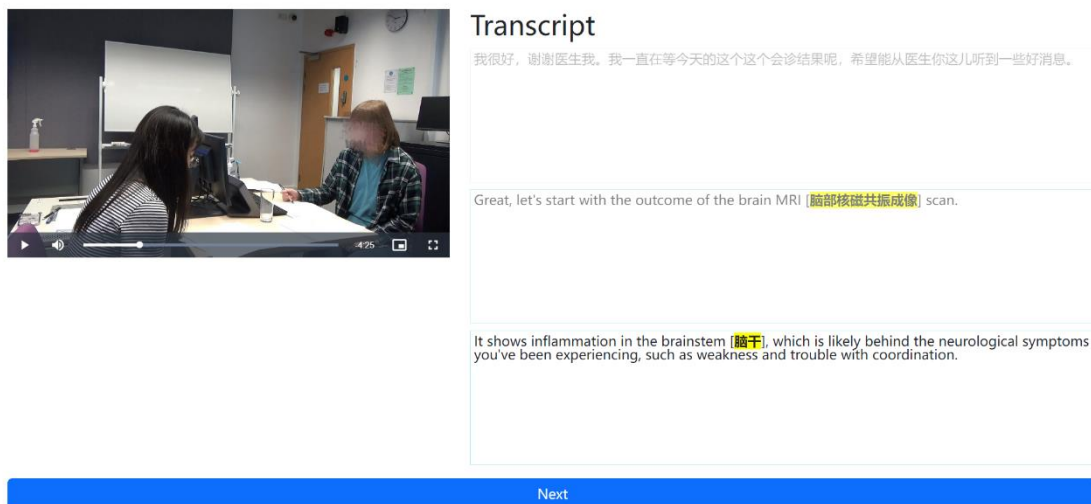 Transcript
我很好，谢谢医生我。我一直在等今天的这个这个会诊结果呢，希望能从医生你这儿听到一些好消息。
Great, let's start with the outcome of the brain MRI [脑部核磁共振成像] scan.
It shows inflammation in the brainstem [脑干], which is likely behind the neurological symptoms
you've been experiencing, such as weakness and trouble with coordination.
4:25
Next